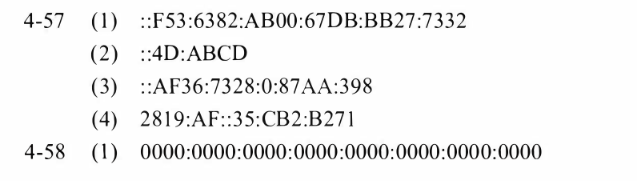 4-57 (1) ::F53:6382:AB00:67DB:BB27:7332
(2) ::4D:ABCD
(3) ::AF36:7328:0:87AA:398
(4) 2819:AF::35:CB2:B271
4-58 (1) 0000:0000:0000:0000:0000:0000:0000:0000